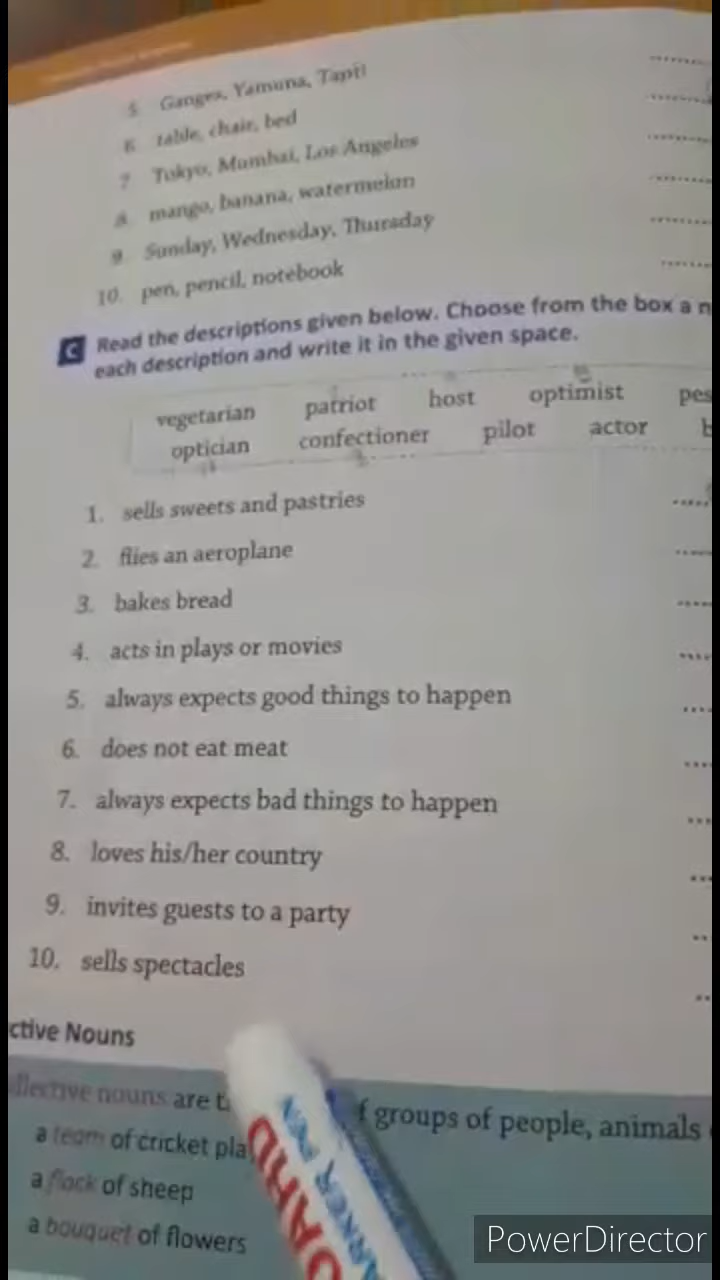 5. Ganges, Yamuna, Tapti
6. table, chair, bed
7. Tokyo, Mumbai, Los Angeles
8. mango, banana, watermelon
9. Sunday, Wednesday, Thursday
10. pen, pencil, notebook
C Read the descriptions given below. Choose from the box a n
each description and write it in the given space.
vegetarian patriot host optimist pes
optician confectioner pilot actor b
1. sells sweets and pastries
2. flies an aeroplane
3. bakes bread
4. acts in plays or movies
5. always expects good things to happen
6. does not eat meat
7. always expects bad things to happen
8. loves his/her country
9. invites guests to a party
10. sells spectacles
ctive Nouns
llective nouns are t f groups of people, animals
a team of cricket pla
a flock of sheep
a bouquet of flowers
OARD
MARKER PEN
PowerDirector